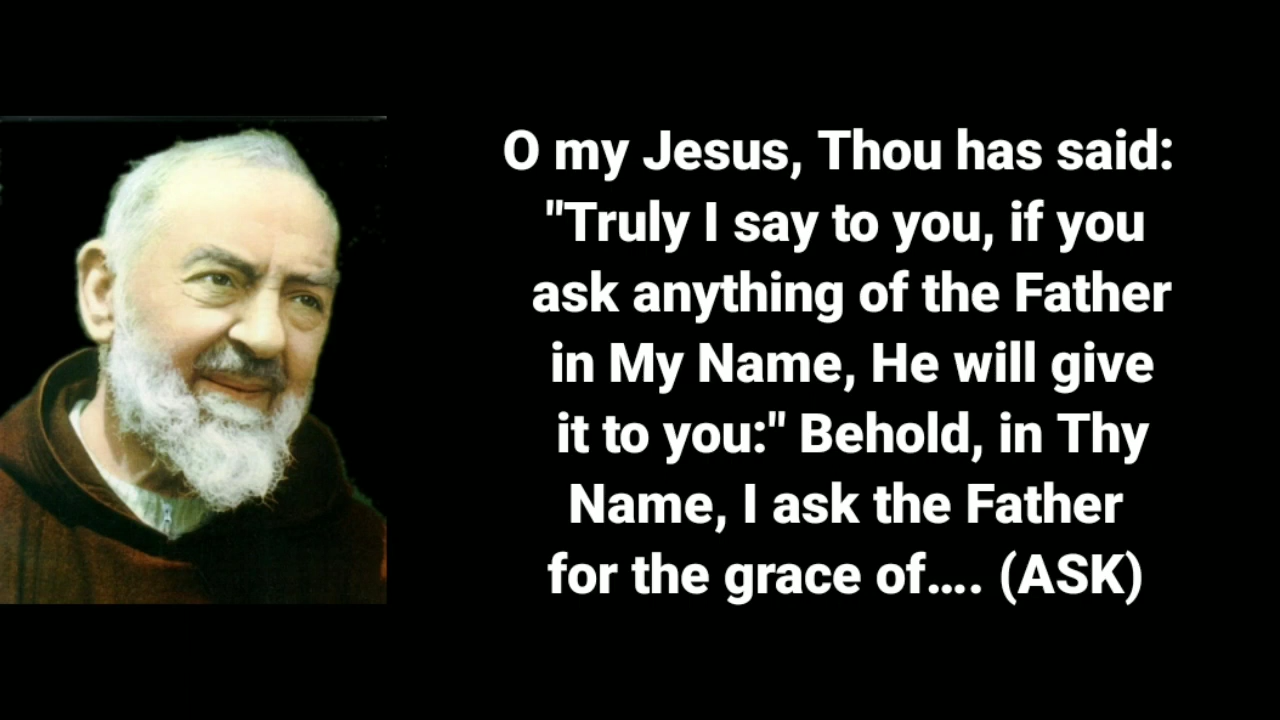 O my Jesus, Thou has said:
"Truly I say to you, if you
ask anything of the Father
in My Name, He will give
it to you:" Behold, in Thy
Name, I ask the Father
for the grace of.... (ASK)